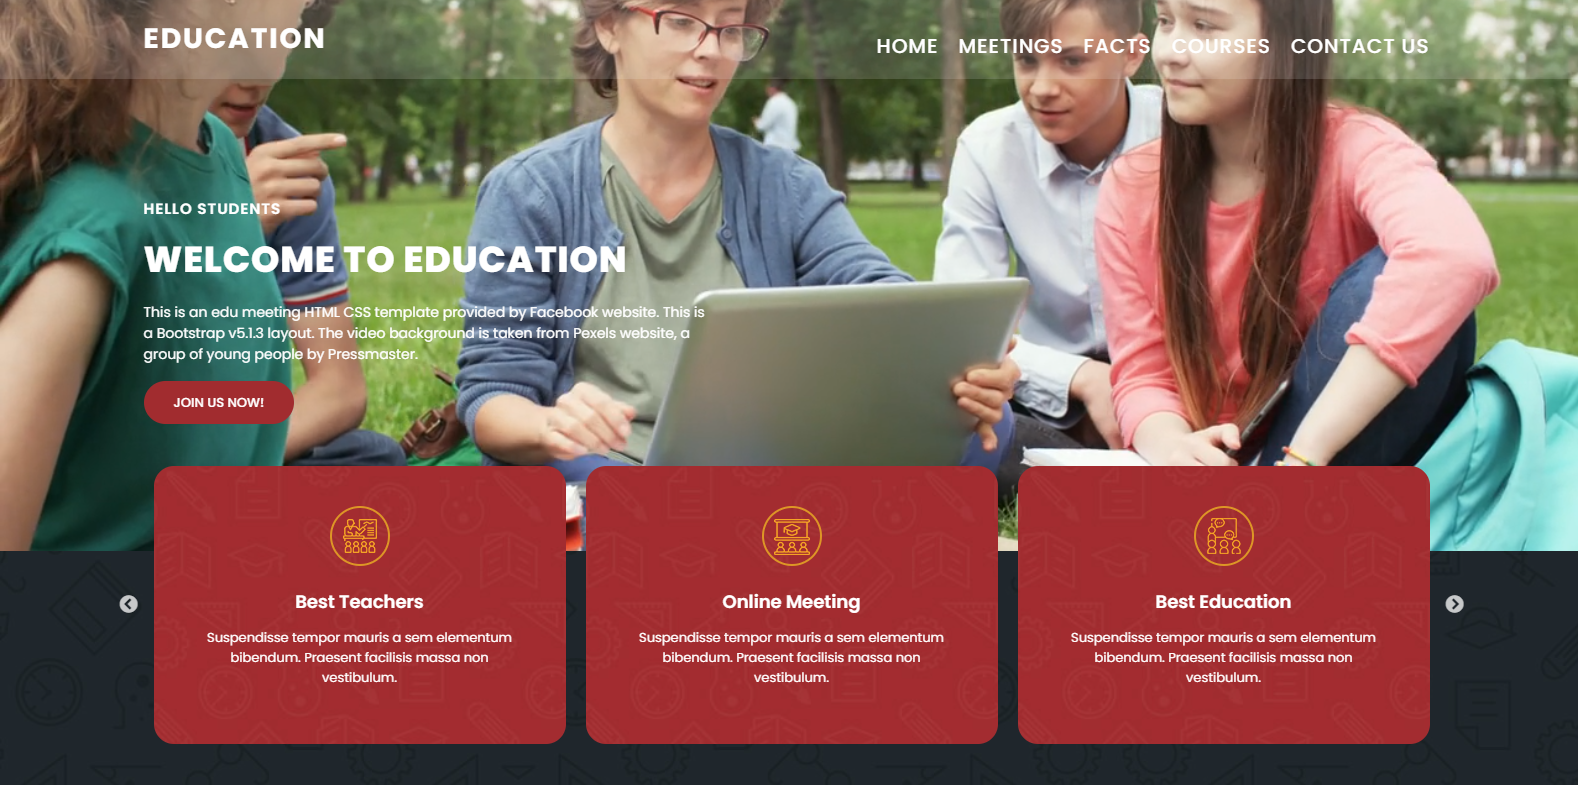 EDUCATION
HOME MEETINGS FACTS COURSES CONTACT US
HELLO STUDENTS
WELCOME TO EDUCATION
This is an edu meeting HTML CSS template provided by Facebook website. This is
a Bootstrap v5.1.3 layout. The video background is taken from Pexels website, a
group of young people by Pressmaster.
JOIN US NOW!
Best Teachers
Suspendisse tempor mauris a sem elementum
bibendum. Praesent facilisis massa non
vestibulum.
Online Meeting
Suspendisse tempor mauris a sem elementum
bibendum. Praesent facilisis massa non
vestibulum.
Best Education
Suspendisse tempor mauris a sem elementum
bibendum. Praesent facilisis massa non
vestibulum.